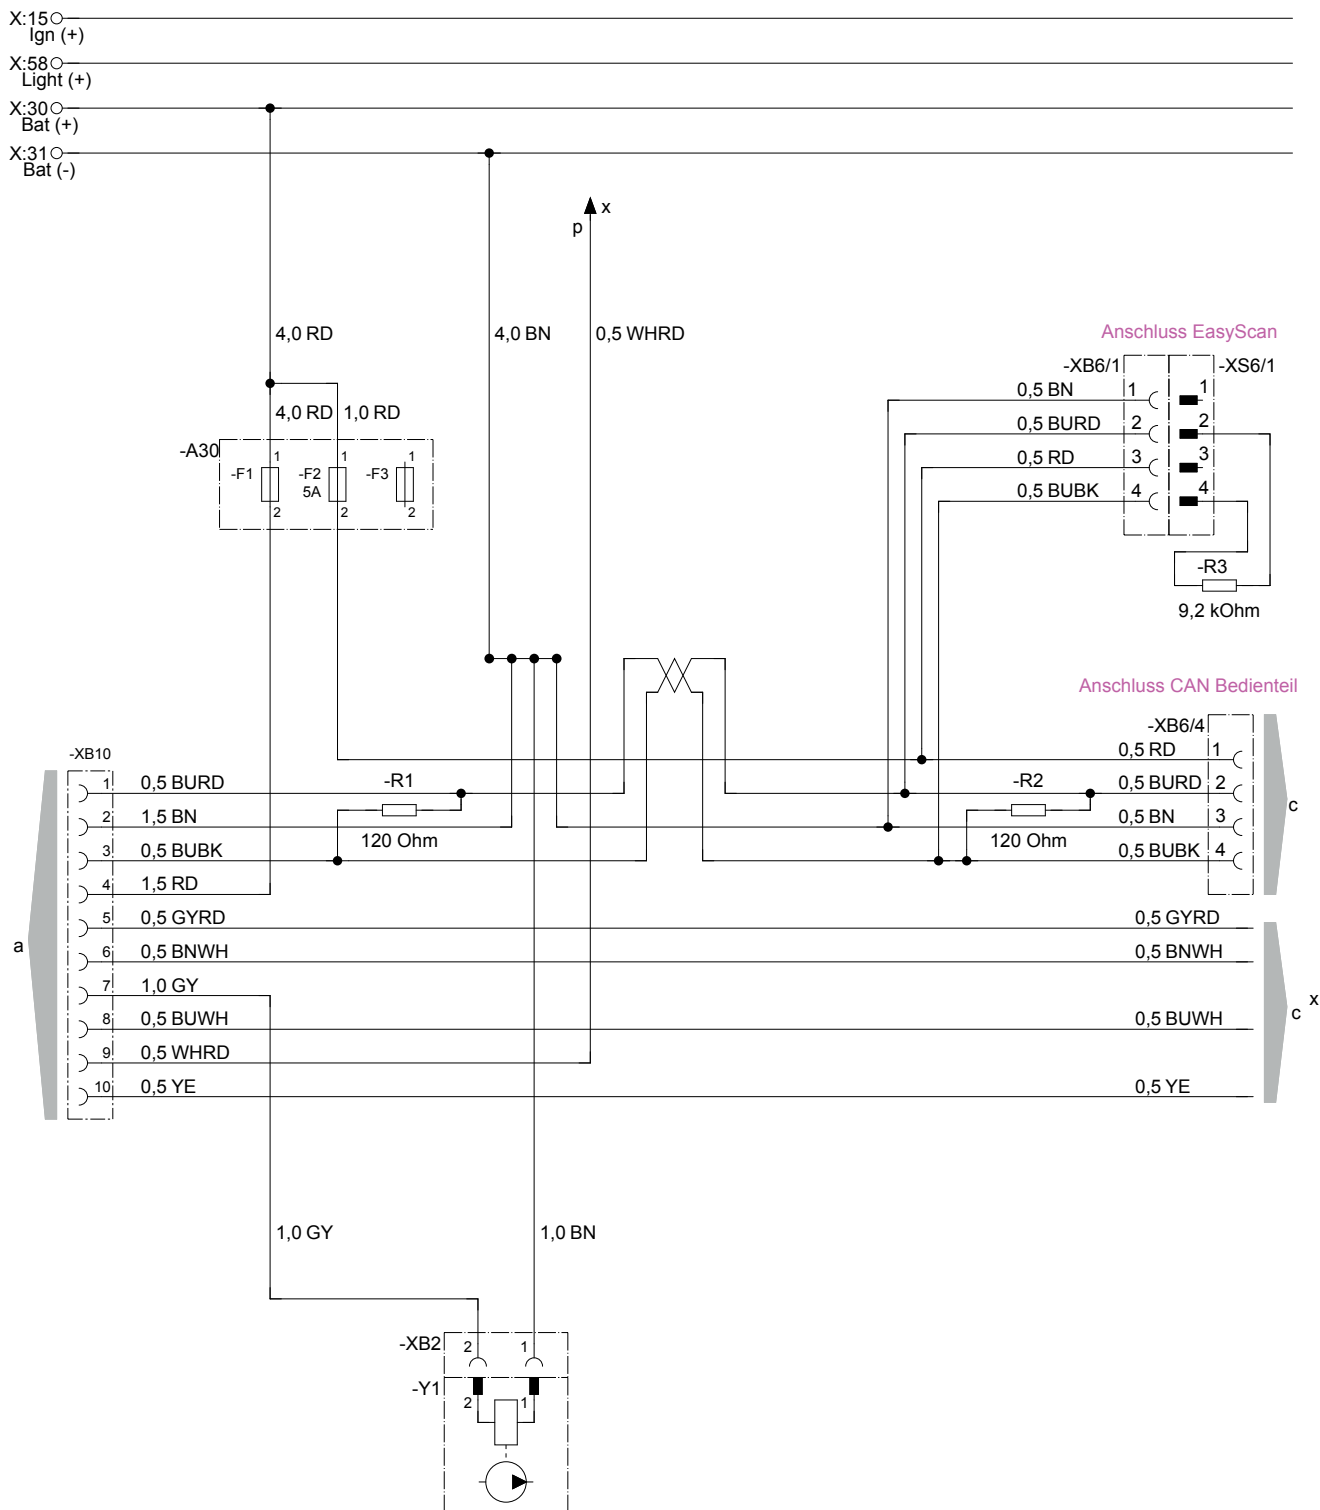 X:15
Ign (+)
X:58
Light (+)
X:30
Bat (+)
X:31
Bat (-)
x
p
4,0 RD
4,0 BN
0,5 WHRD
Anschluss EasyScan
-XB6/1
-XS6/1
0,5 BN
1
1
0,5 BURD
2
2
0,5 RD
3
3
0,5 BUBK
4
4
-R3
9,2 kOhm
4,0 RD
1,0 RD
-A30
1
1
1
-F1
-F2
-F3
5A
2
2
2
Anschluss CAN Bedienteil
-XB6/4
-XB10
0,5 RD
1
1
0,5 BURD
-R1
-R2
0,5 BURD
2
2
1,5 BN
120 Ohm
120 Ohm
0,5 BN
3
c
3
0,5 BUBK
0,5 BUBK
4
4
1,5 RD
5
0,5 GYRD
0,5 GYRD
a
6
0,5 BNWH
0,5 BNWH
7
1,0 GY
c
x
8
0,5 BUWH
0,5 BUWH
9
0,5 WHRD
10
0,5 YE
0,5 YE
1,0 GY
1,0 BN
-XB2
2
1
-Y1
2
1